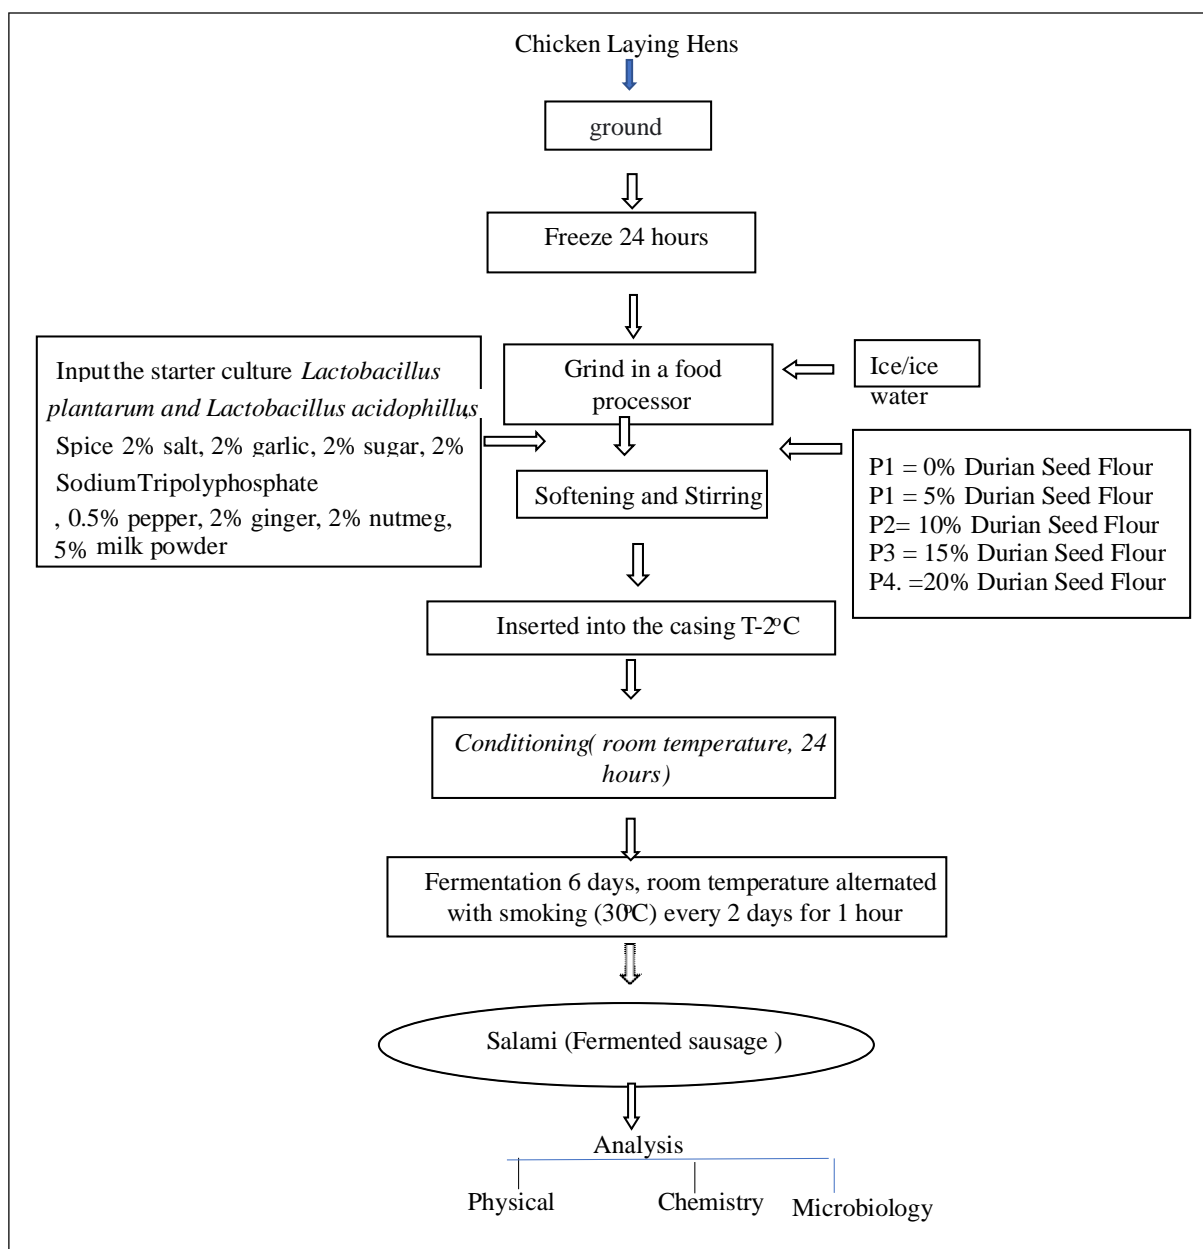 Chicken Laying Hens
ground
Freeze 24 hours
Grind in a food
processor
Ice/ice
water
Input the starter culture Lactobacillus
plantarum and Lactobacillus acidophillus,
Spice 2% salt, 2% garlic, 2% sugar, 2%
Sodium Tripolyphosphate
, 0.5% pepper, 2% ginger, 2% nutmeg,
5% milk powder
Softening and Stirring
P1 = 0% Durian Seed Flour
P1 = 5% Durian Seed Flour
P2= 10% Durian Seed Flour
P3 = 15% Durian Seed Flour
P4. =20% Durian Seed Flour
Inserted into the casing T-2°C
Conditioning( room temperature, 24
hours)
Fermentation 6 days, room temperature alternated
with smoking (30°C) every 2 days for 1 hour
Salami (Fermented sausage )
Analysis
Physical
Chemistry
Microbiology